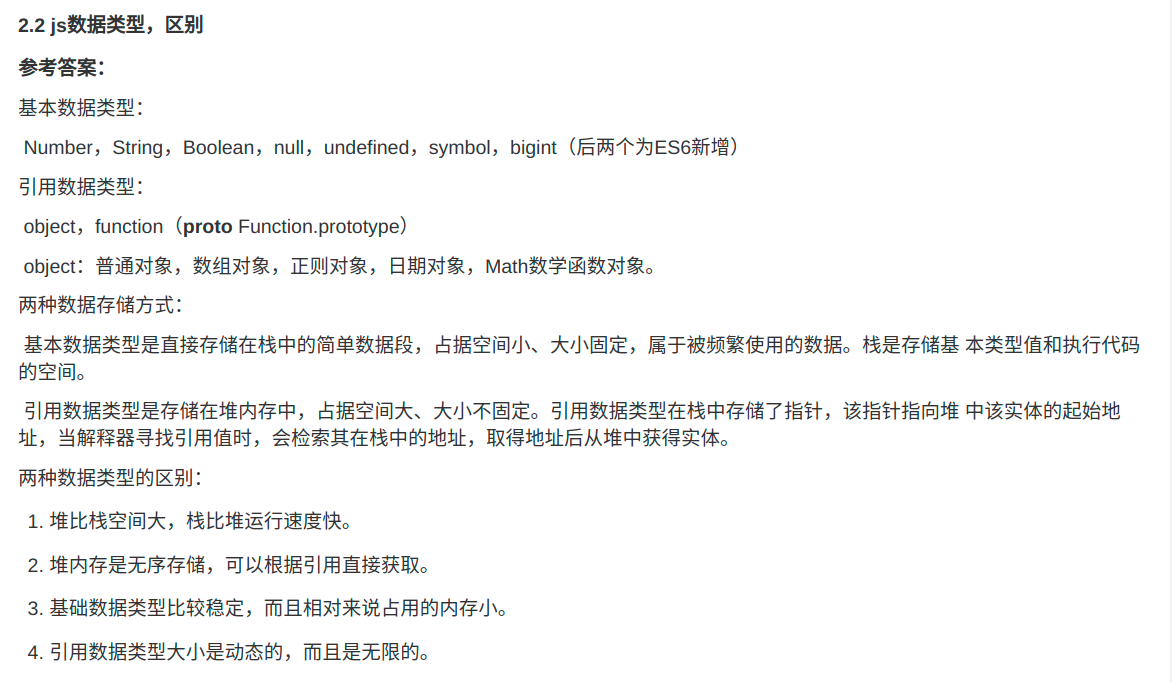 2.2 js数据类型，区别
参考答案：
基本数据类型：
Number，String，Boolean，null，undefined，symbol，bigint（后两个为ES6新增）
引用数据类型：
object，function（proto Function.prototype）
object：普通对象，数组对象，正则对象，日期对象，Math数学函数对象。
两种数据存储方式：
基本数据类型是直接存储在栈中的简单数据段，占据空间小、大小固定，属于被频繁使用的数据。栈是存储基 本类型值和执行代码
的空间。
引用数据类型是存储在堆内存中，占据空间大、大小不固定。引用数据类型在栈中存储了指针，该指针指向堆 中该实体的起始地
址，当解释器寻找引用值时，会检索其在栈中的地址，取得地址后从堆中获得实体。
两种数据类型的区别：
1. 堆比栈空间大，栈比堆运行速度快。
2. 堆内存是无序存储，可以根据引用直接获取。
3. 基础数据类型比较稳定，而且相对来说占用的内存小。
4. 引用数据类型大小是动态的，而且是无限的。